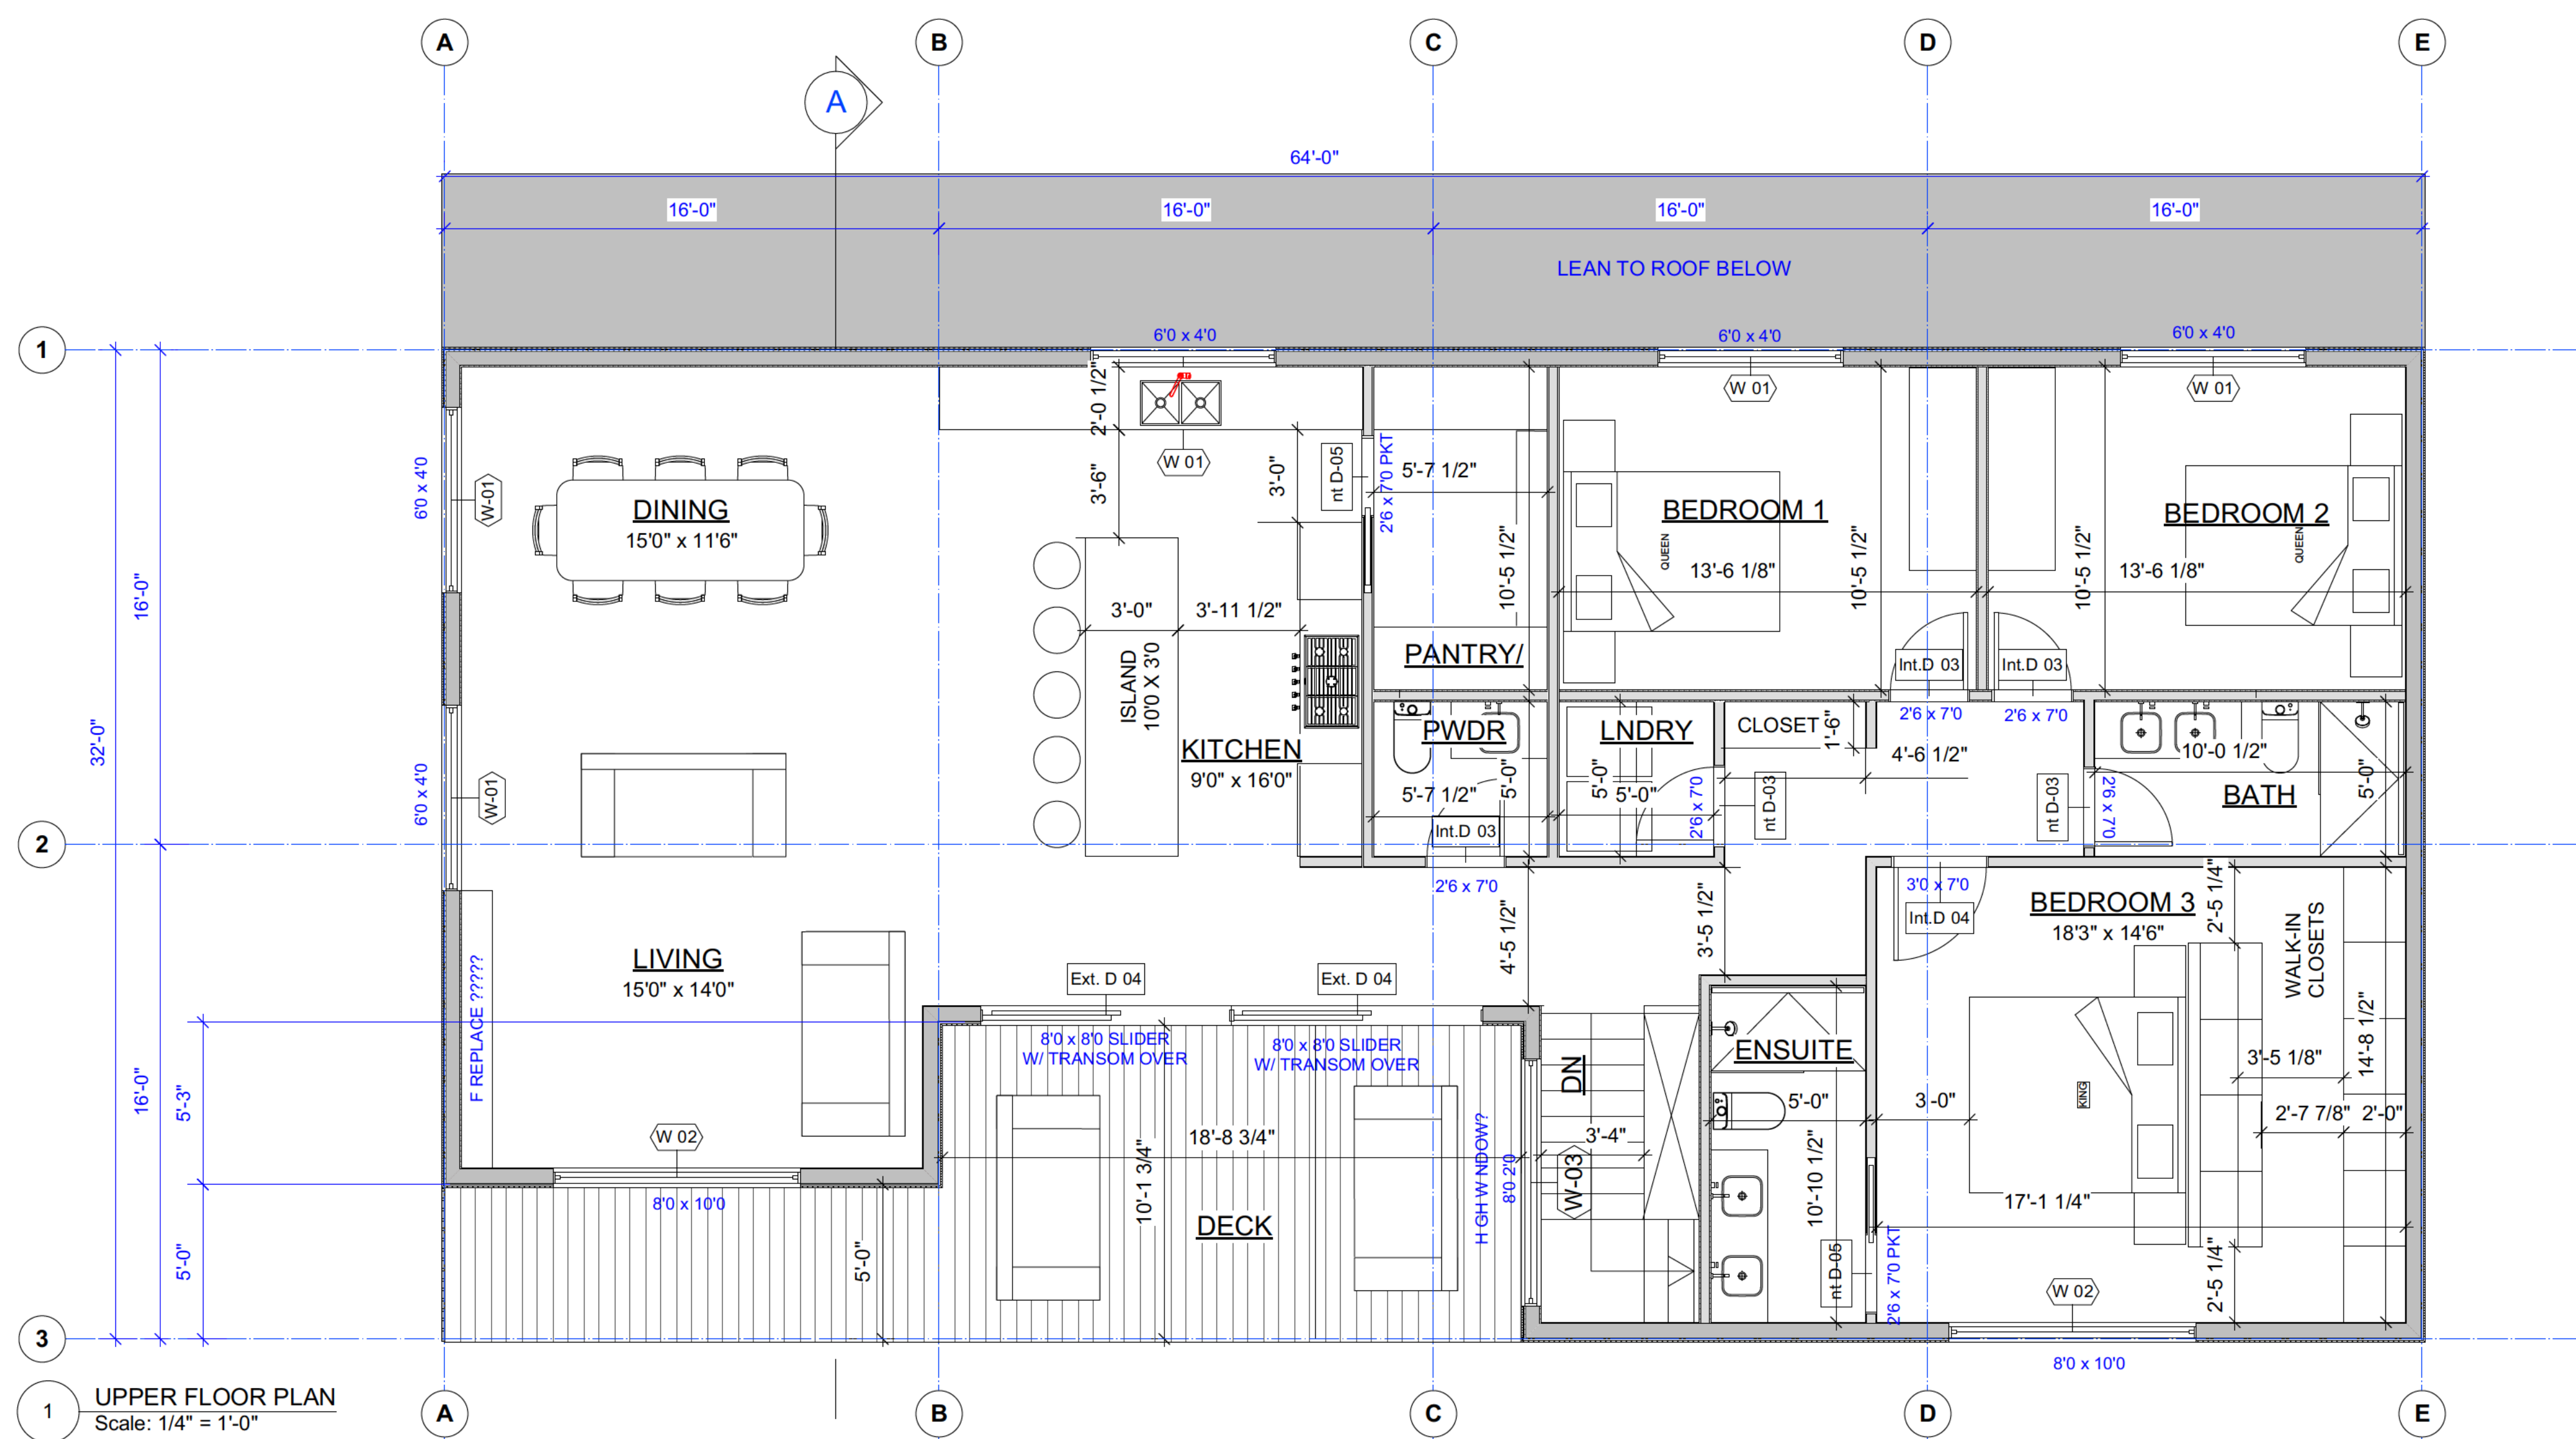 A
B
C
D
E
A
64'-0"
16'-0"
16'-0"
16'-0"
16'-0"
LEAN TO ROOF BELOW
1
6'0 x 4'0
6'0 x 4'0
6'0 x 4'0
2'-0 1/2"
W 01
W 01
W 01
3'-6"
3'-0"
nt D-05
2'6 x 7'0 PKT
5'-7 1/2"
6'0 x 4'0
W-01
DINING
15'0" x 11'6"
BEDROOM 1
QUEEN
13'-6 1/8"
10'-5 1/2"
10'-5 1/2"
BEDROOM 2
QUEEN
13'-6 1/8"
10'-5 1/2"
16'-0"
32'-0"
3'-0"
3'-11 1/2"
ISLAND
10'0 X 3'0
PANTRY/
Int.D 03
Int.D 03
2'6 x 7'0
2'6 x 7'0
KITCHEN
9'0" x 16'0"
PWDR
5'-7 1/2"
5'-0"
Int.D 03
2'6 x 7'0
LNDRY
5'-0"
5'-0"
2'6 x 7'0
nt D-03
CLOSET
1'-6"
4'-6 1/2"
nt D-03
2'6 x 7'0
10'-0 1/2"
BATH
5'-0"
6'0 x 4'0
W-01
2
3'0 x 7'0
Int.D 04
BEDROOM 3
18'3" x 14'6"
2'-5 1/4"
WALK-IN
CLOSETS
4'-5 1/2"
3'-5 1/2"
LIVING
15'0" x 14'0"
F REPLACE ?????
Ext. D 04
Ext. D 04
8'0 x 8'0 SLIDER
W/ TRANSOM OVER
8'0 x 8'0 SLIDER
W/ TRANSOM OVER
16'-0"
5'-3"
5'-0"
W 02
8'0 x 10'0
18'-8 3/4"
10'-1 3/4"
DECK
5'-0"
H GH W NDOW?
8'0 2'0
W-03
DN
3'-4"
ENSUITE
5'-0"
10'-10 1/2"
nt D-05
2'6 x 7'0 PKT
3 -0"
KING
17'-1 1/4"
3'-5 1/8"
14'-8 1/2"
2'-7 7/8"
2'-0"
2'-5 1/4"
W 02
8'0 x 10'0
3
1
UPPER FLOOR PLAN
Scale: 1/4" = 1'-0"
A
B
C
D
E